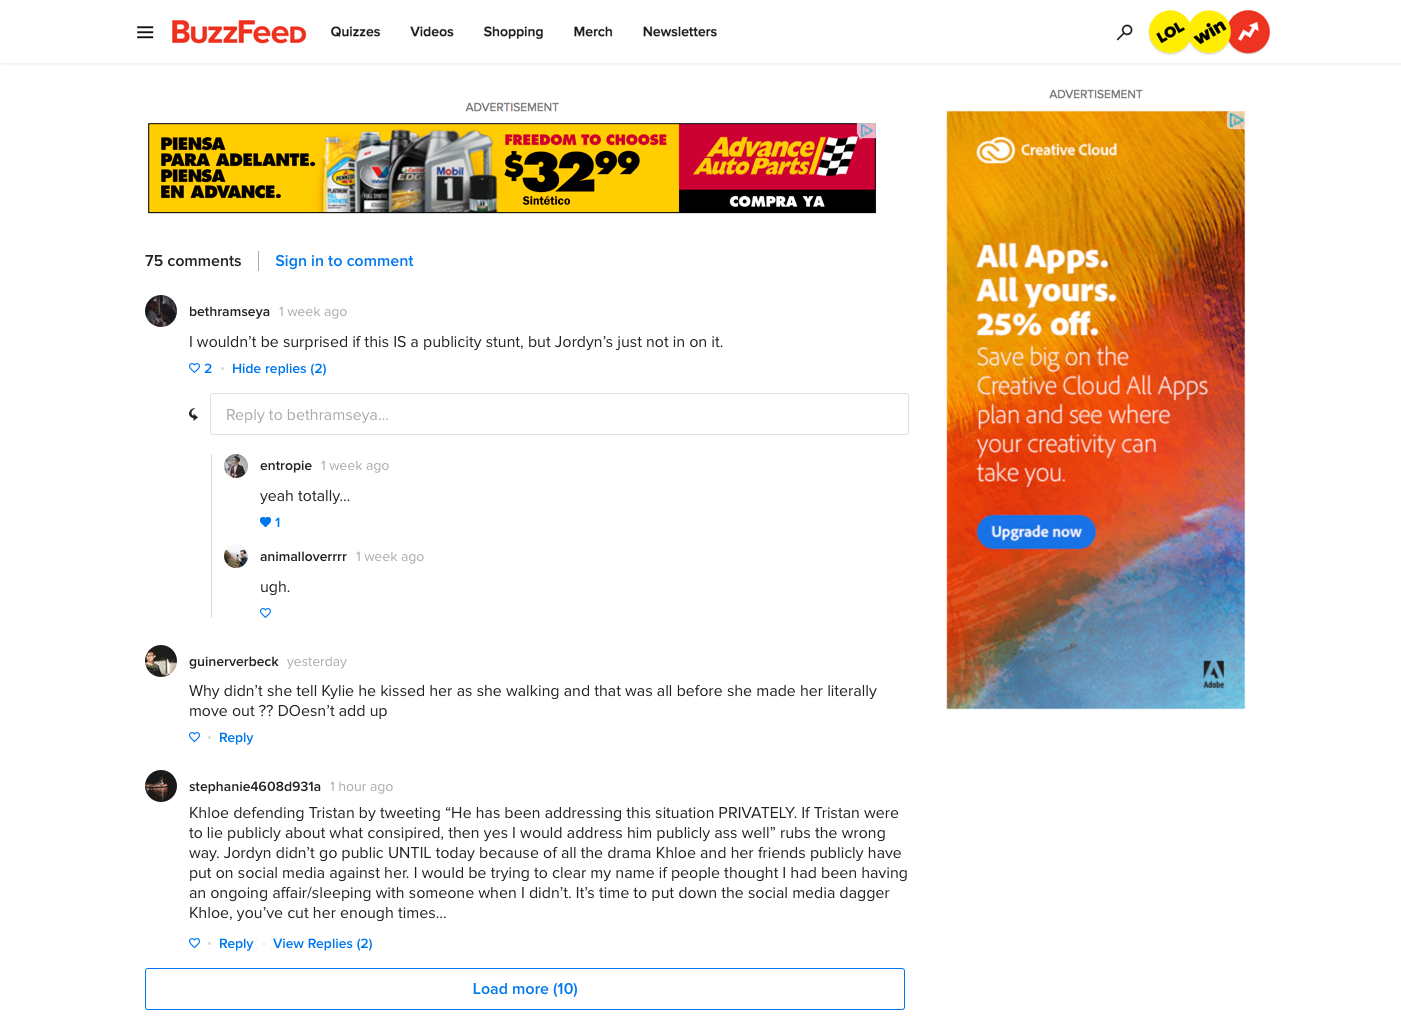 BuzzFeed
Quizzes
Videos
Shopping
Merch
Newsletters
LOL
win
ADVERTISEMENT
PIENSA
PARA ADELANTE.
PIENSA
EN ADVANCE.
Mobil
1
FREEDOM TO CHOOSE
$3299
Sintético
Advance
Auto Parts
COMPRA YA
75 comments
Sign in to comment
bethramseya 1 week ago
I wouldn’t be surprised if this IS a publicity stunt, but Jordyn’s just not in on it.
2 · Hide replies (2)
Reply to bethramseya...
entropie 1 week ago
yeah totally...
1
animalloverrrr 1 week ago
ugh.
guinerverbeck yesterday
Why didn’t she tell Kylie he kissed her as she walking and that was all before she made her literally
move out ?? DOesn’t add up
· Reply
stephanie4608d931a 1 hour ago
Khloe defending Tristan by tweeting “He has been addressing this situation PRIVATELY. If Tristan were
to lie publicly about what consipired, then yes I would address him publicly ass well” rubs the wrong
way. Jordyn didn’t go public UNTIL today because of all the drama Khloe and her friends publicly have
put on social media against her. I would be trying to clear my name if people thought I had been having
an ongoing affair/sleeping with someone when I didn’t. It’s time to put down the social media dagger
Khloe, you’ve cut her enough times...
· Reply · View Replies (2)
Load more (10)
ADVERTISEMENT
Creative Cloud
All Apps.
All yours.
25% off.
Save big on the
Creative Cloud All Apps
plan and see where
your creativity can
take you.
Upgrade now
Adobe